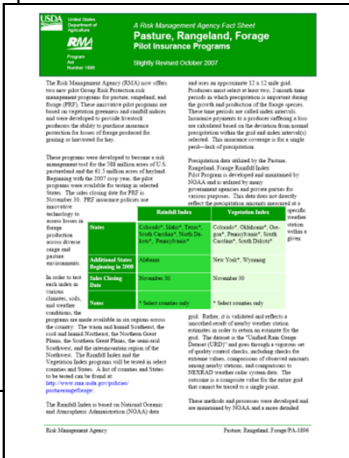 USDA
United States
Department of
Agriculture
RMA
Program
Aid
Number 1896
A Risk Management Agency Fact Sheet
Pasture, Rangeland, Forage
Pilot Insurance Programs
Slightly Revised October 2007
The Risk Management Agency (RMA) now offers
two new pilot Group Risk Protection risk
management programs for pasture, rangeland, and
forage (PRF). These innovative pilot programs are
based on vegetation greenness and rainfall indices
and were developed to provide livestock
producers the ability to purchase insurance
protection for losses of forage produced for
grazing or harvested for hay.
These programs were developed to become a risk
management tool for the 588 million acres of U.S.
pastureland and the 61.5 million acres of hayland.
Beginning with the 2007 crop year, the pilot
programs were available for testing in selected
States. The sales closing date for PRF is
November 30. PRF insurance policies use
innovative
technology to
assess losses in
forage
production
across diverse
range and
pasture
environments.
In order to test
each index in
various
climates, soils,
and weather
conditions, the
programs are made available in six regions across
the country: The warm and humid Southeast, the
cool and humid Northeast, the Northern Great
Plains, the Southern Great Plains, the semi-arid
Southwest, and the intermountain region of the
Northwest. The Rainfall Index and the
Vegetation Index programs will be tested in select
counties and States. A list of counties and States
to be tested can be found at:
http://www.rma.usda.gov/policies/
pasturerangeforage/.
The Rainfall Index is based on National Oceanic
and Atmospheric Administration (NOAA) data
and uses an approximate 12 x 12 mile grid.
Producers must select at least two, 2-month time
periods in which precipitation is important during
the growth and production of the forage species.
These time periods are called index intervals.
Insurance payments to a producer suffering a loss
are calculated based on the deviation from normal
precipitation within the grid and index interval(s)
selected. This insurance coverage is for a single
peril—lack of precipitation.
Precipitation data utilized by the Pasture,
Rangeland, Forage Rainfall Index
Pilot Program is developed and maintained by
NOAA and is utilized by many
government agencies and private parties for
various purposes. This data does not directly
reflect the precipitation amounts measured at a
specific
weather
station
within a
given
grid. Rather, it is validated and reflects a
smoothed result of nearby weather station
estimates in order to return an estimate for the
grid. The dataset is the "Unified Rain Gauge
Dataset (URD)" and goes through a vigorous set
of quality control checks, including checks for
extreme values, comparisons of observed amounts
among nearby stations, and comparisons to
NEXRAD weather radar system data. The
outcome is a composite value for the entire grid
that cannot be traced to a single point.
These methods and processes were developed and
are maintained by NOAA and a more detailed
Rainfall Index
Vegetation Index
States
Colorado*, Idaho*, Texas*,
South Carolina*, North Da-
kota*, Pennsylvania*
Colorado*, Oklahoma*, Ore-
gon*, Pennsylvania*, South
Carolina*, South Dakota*
Additional States
Beginning in 2008
Alabama
New York*, Wyoming
Sales Closing
Date
November 30
November 30
Notes
* Select counties only
* Select counties only
Risk Management Agency
Pasture, Rangeland, Forage/PA-1896